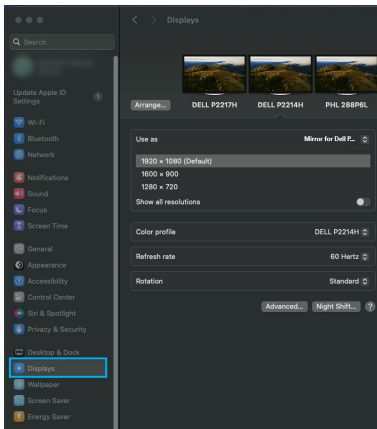 Displays
Search
Update Apple ID
Settings
1
Wi-Fi
Bluetooth
Network
Notifications
Sound
Focus
Screen Time
General
Appearance
Accessibility
Control Center
Siri & Spotlight
Privacy & Security
Desktop & Dock
Displays
Wallpaper
Screen Saver
Energy Saver
Arrange...
DELL P2217H
DELL P2214H
PHL 288P6L
Use as
Mirror for Dell P...
1920 × 1080 (Default)
1600 × 900
1280 × 720
Show all resolutions
Color profile
DELL P2214H
Refresh rate
60 Hertz
Rotation
Standard
Advanced...
Night Shift...
?